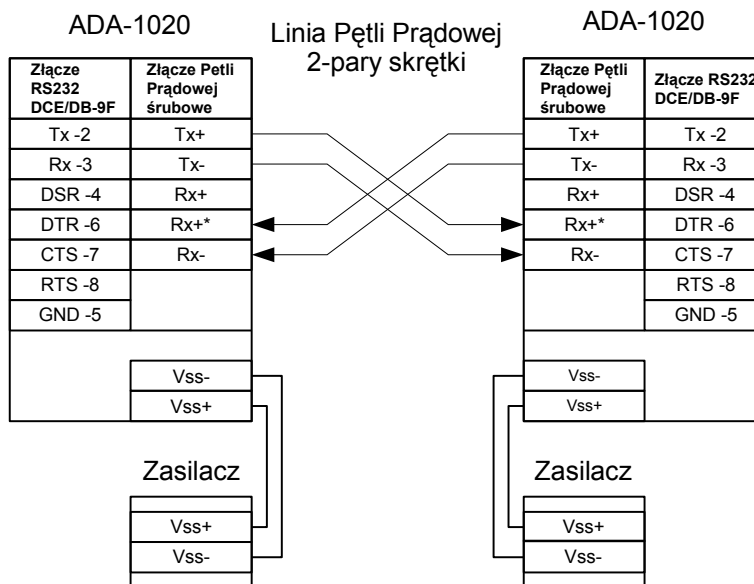 ADA-1020
Linia Pętli Prądowej
2-pary skrętki
ADA-1020
Złącze
RS232
DCE/DB-9F
Złącze Petli
Prądowej
śrubowe
Tx -2
Tx+
Rx -3
Tx-
DSR -4
Rx+
DTR -6
Rx+*
CTS -7
Rx-
RTS -8
GND -5
Vss-
Vss+
Zasilacz
Vss+
Vss-
Złącze Pętli
Prądowej
śrubowe
Złącze RS232
DCE/DB-9F
Tx+
Tx -2
Tx-
Rx -3
Rx+
DSR -4
Rx+*
DTR -6
Rx-
CTS -7
RTS -8
GND -5
Vss-
Vss+
Zasilacz
Vss+
Vss-